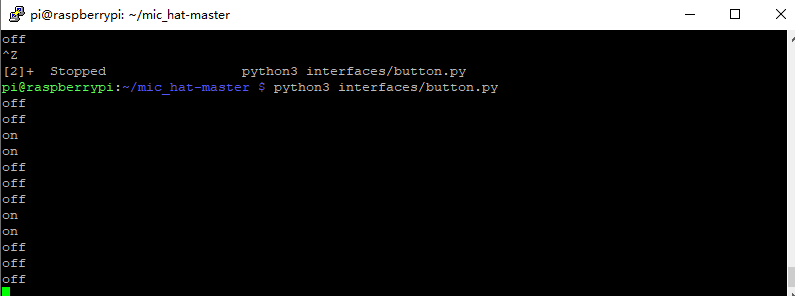 pi@raspberrypi: ~/mic_hat-master
off
^Z
[2]+  Stopped                 python3 interfaces/button.py
pi@raspberrypi:~/mic_hat-master $ python3 interfaces/button.py
off
off
on
on
off
off
off
on
on
off
off
off